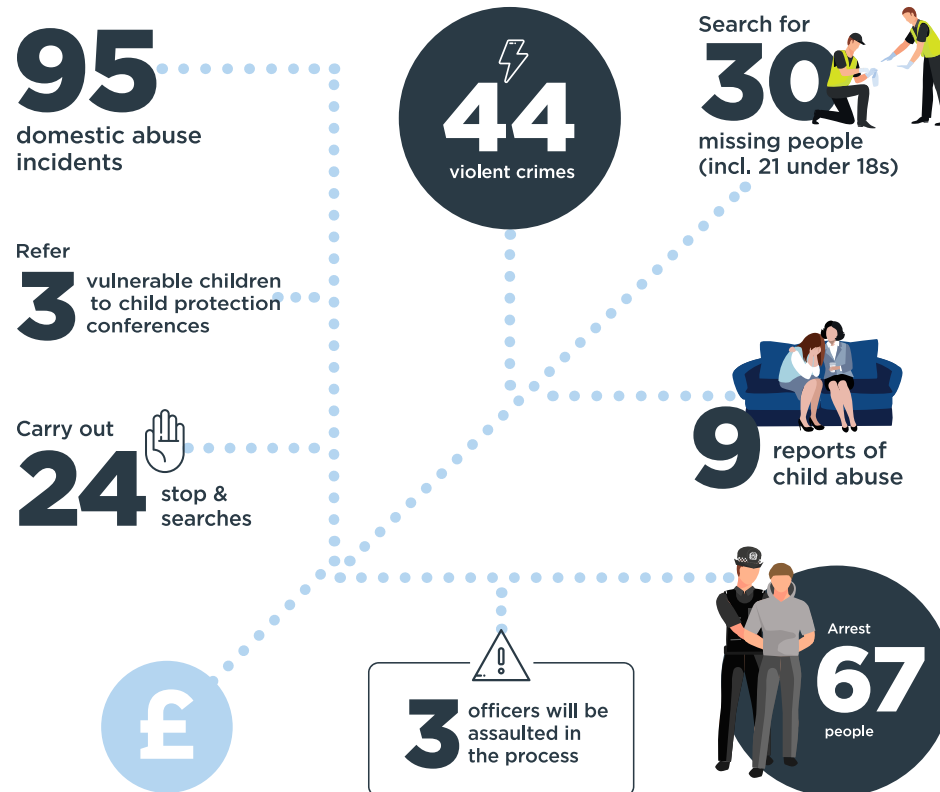 95
domestic abuse
incidents
44
violent crimes
Search for
30
missing people
(incl. 21 under 18s)
Refer
3
vulnerable children
to child protection
conferences
Carry out
24
stop &
searches
9
reports of
child abuse
£
3
officers will be
assaulted in
the process
Arrest
67
people